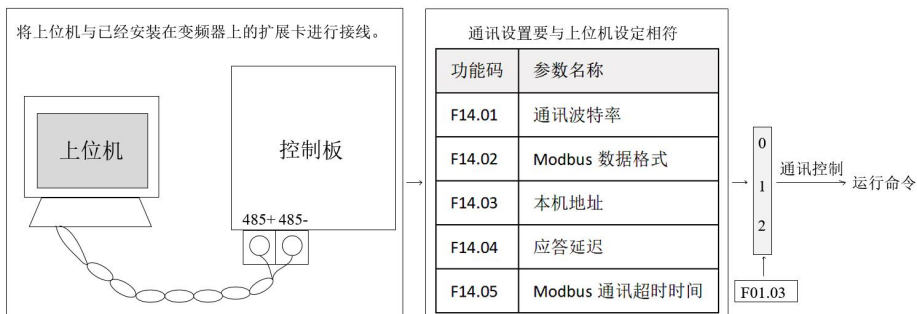 将上位机与已经安装在变频器上的扩展卡进行接线。
上位机
控制板
485+ 485-
通讯设置要与上位机设定相符
功能码 参数名称
F14.01 通讯波特率
F14.02 Modbus 数据格式
F14.03 本机地址
F14.04 应答延迟
F14.05 Modbus 通讯超时时间
0
1
2
F01.03
通讯控制
运行命令